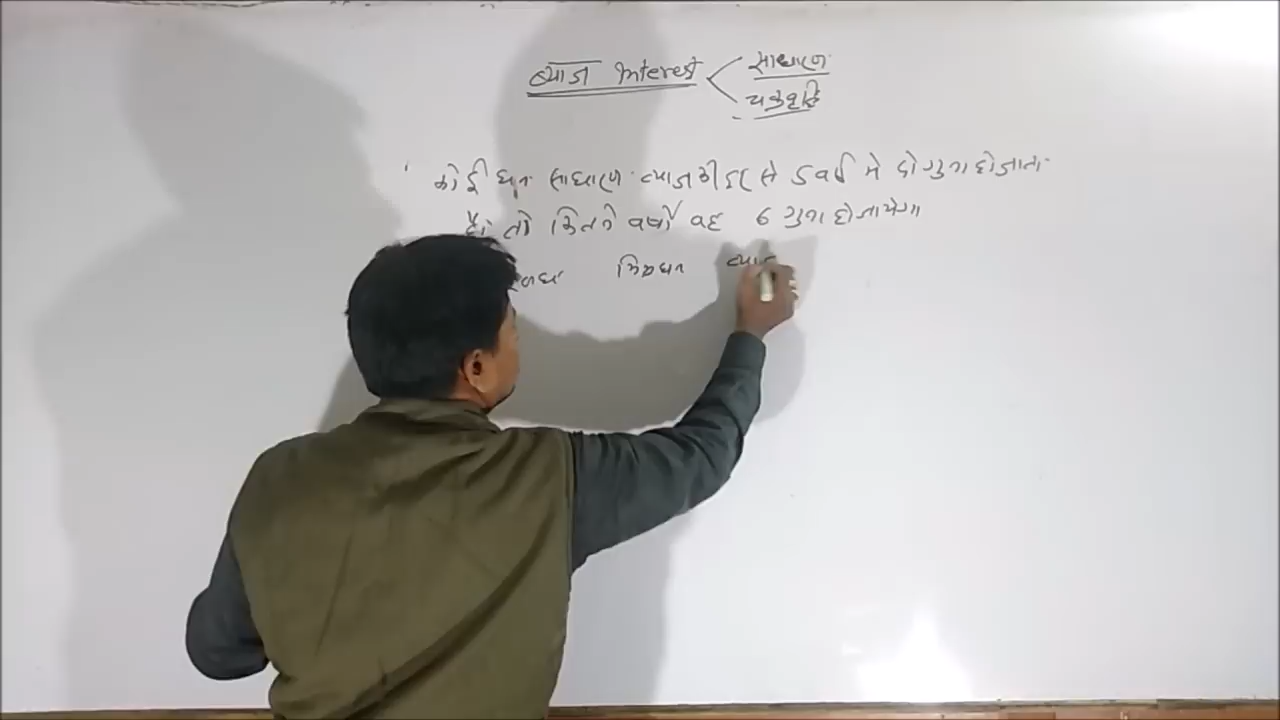 ब्याज Interest साधारण
चक्रवृद्धि
कोई धन साधारण ब्याज की दर से 5 वर्ष मे दो गुना हो जाता
है तो कितने वर्षो वह 6 गुना हो जायेगा
मिश्रधन ब्याज